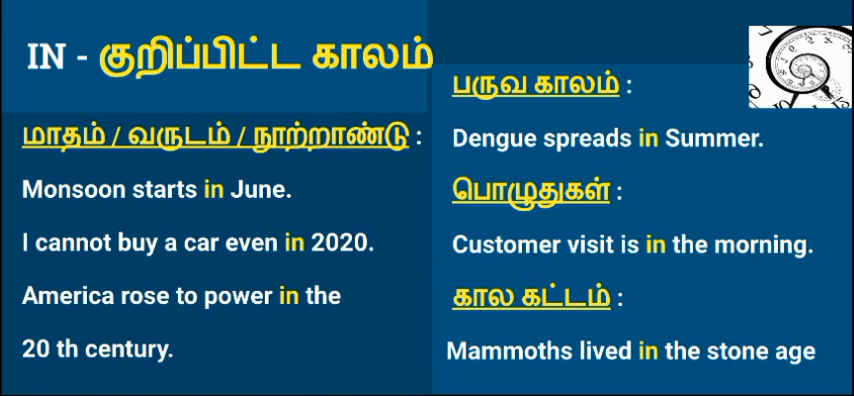 IN - குறிப்பிட்ட காலம்
மாதம் / வருடம் / நூற்றாண்டு :
Monsoon starts in June.
I cannot buy a car even in 2020.
America rose to power in the
20 th century.
பருவ காலம் :
Dengue spreads in Summer.
பொழுதுகள் :
Customer visit is in the morning.
கால கட்டம் :
Mammoths lived in the stone age